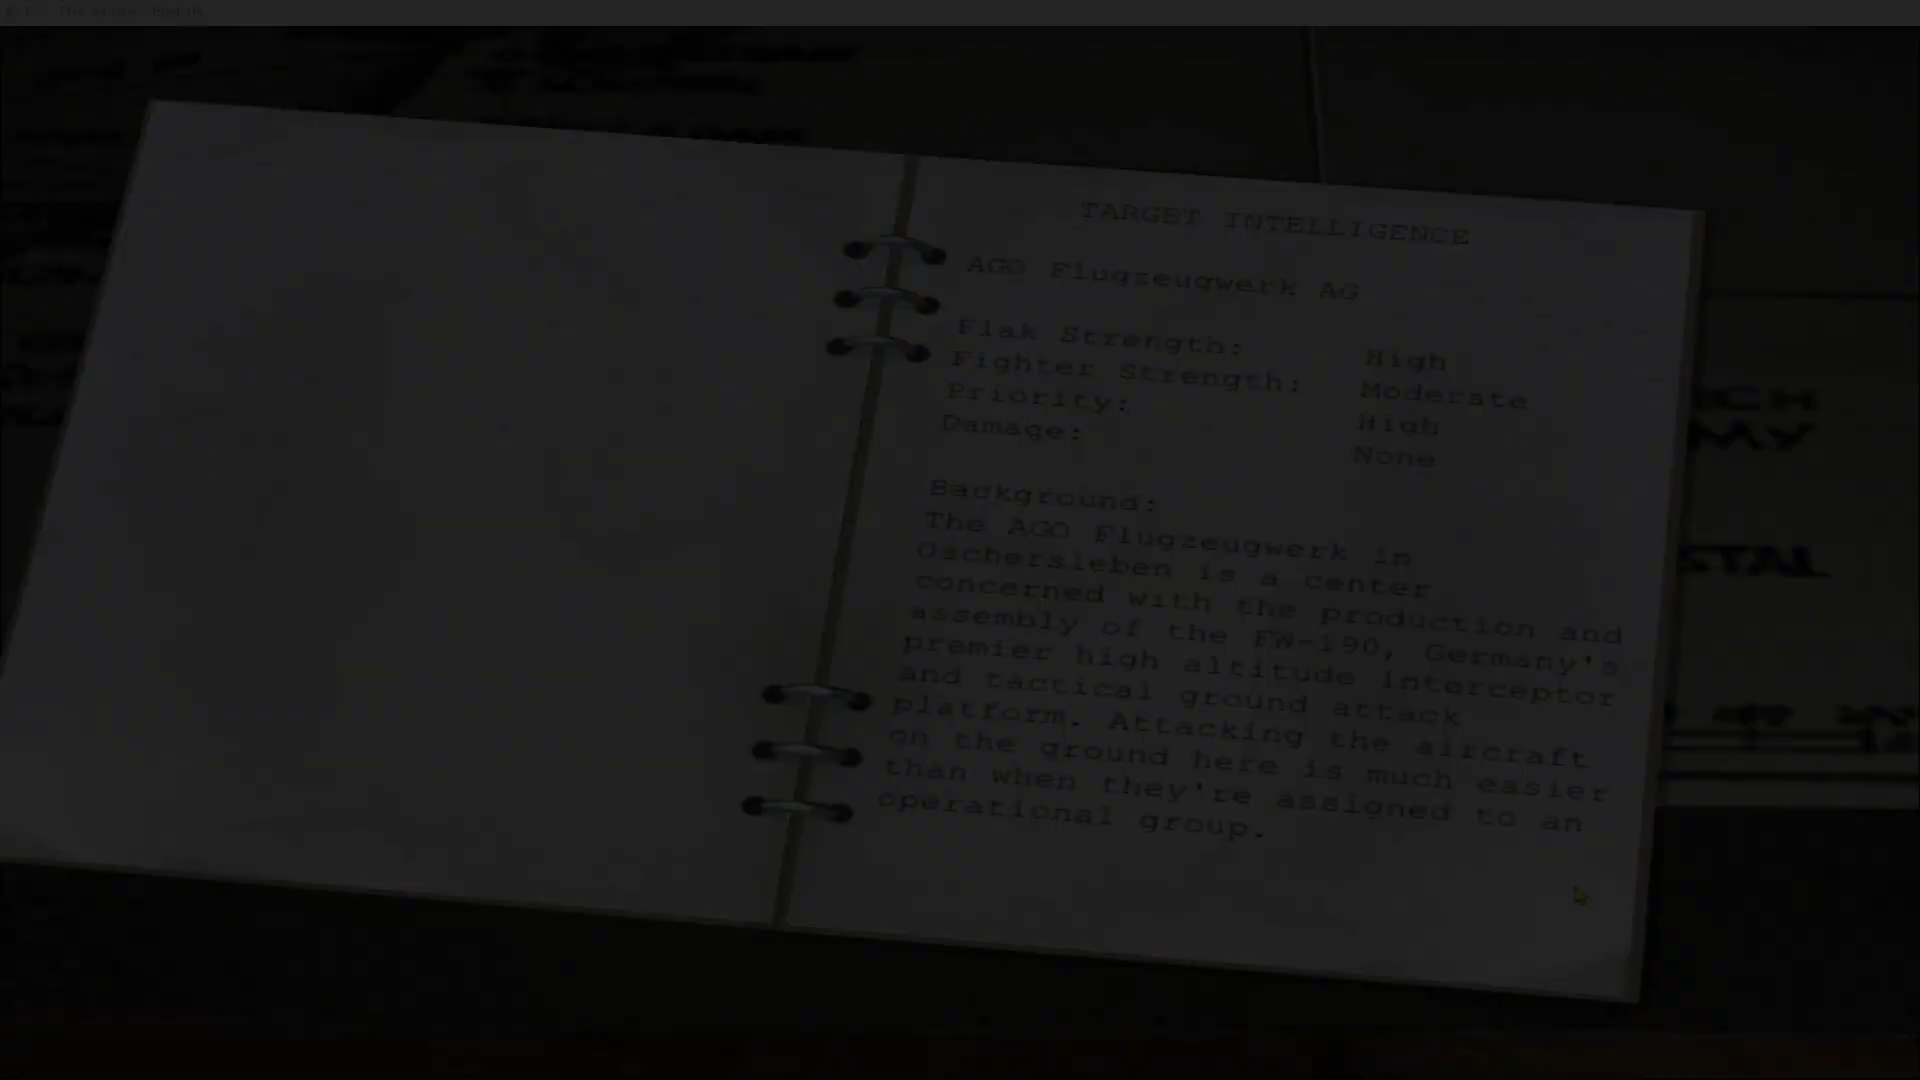 TARGET INTELLIGENCE
AGO Flugzeugwerk AG
Flak Strength: High
Fighter Strength: Moderate
Priority: High
Damage: None
Background:
The AGO Flugzeugwerk in
Oschersleben is a center
concerned with the production and
assembly of the FW-190, Germany's
premier high altitude interceptor
and tactical ground attack
platform. Attacking the aircraft
on the ground here is much easier
than when they're assigned to an
operational group.
STAL